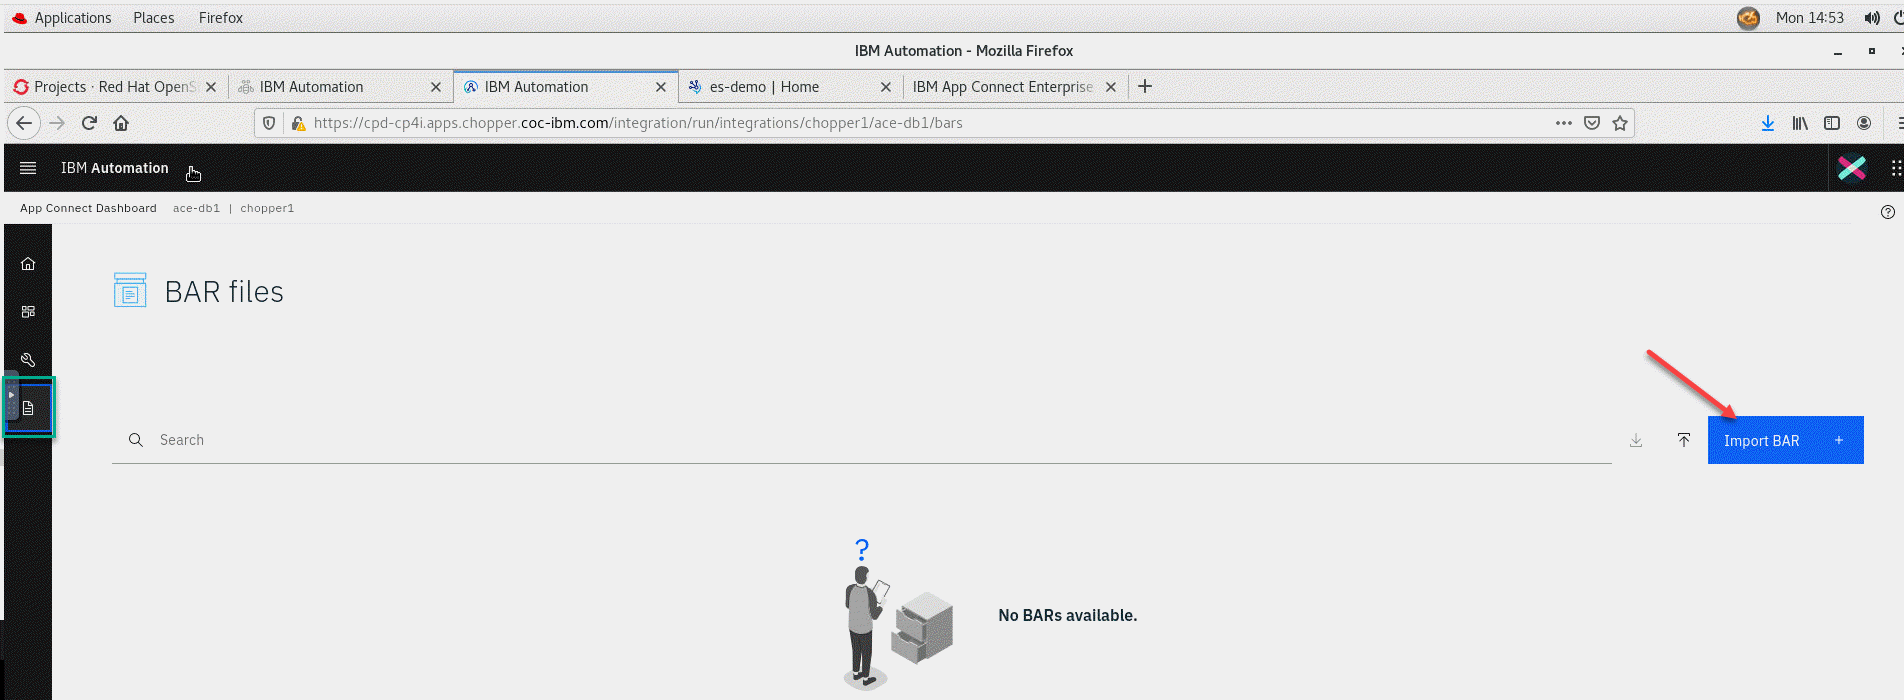 Applications Places Firefox Mon 14:53
IBM Automation - Mozilla Firefox
Projects · Red Hat OpenS IBM Automation IBM Automation es-demo | Home IBM App Connect Enterprise
https://cpd-cp4i.apps.chopper.coc-ibm.com/integration/run/integrations/chopper1/ace-db1/bars
IBM Automation
App Connect Dashboard ace-db1 | chopper1
BAR files
Search Import BAR +
?
No BARs available.